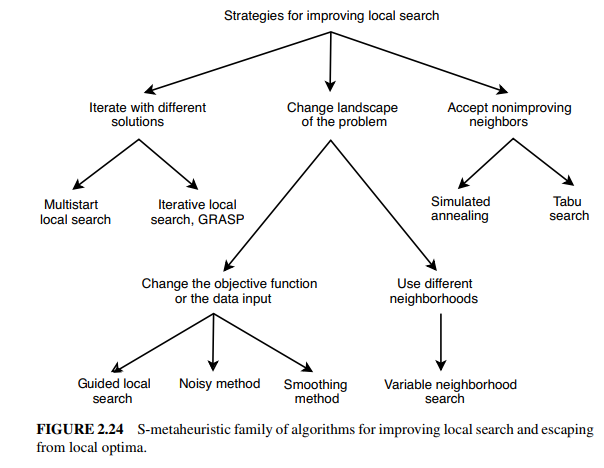 Strategies for improving local search
Iterate with different
solutions
Change landscape
of the problem
Accept nonimproving
neighbors
Multistart
local search
Iterative local
search, GRASP
Simulated
annealing
Tabu
search
Change the objective function
or the data input
Use different
neighborhoods
Guided local
search
Noisy method
Smoothing
method
Variable neighborhood
search
FIGURE 2.24 S-metaheuristic family of algorithms for improving local search and escaping
from local optima.